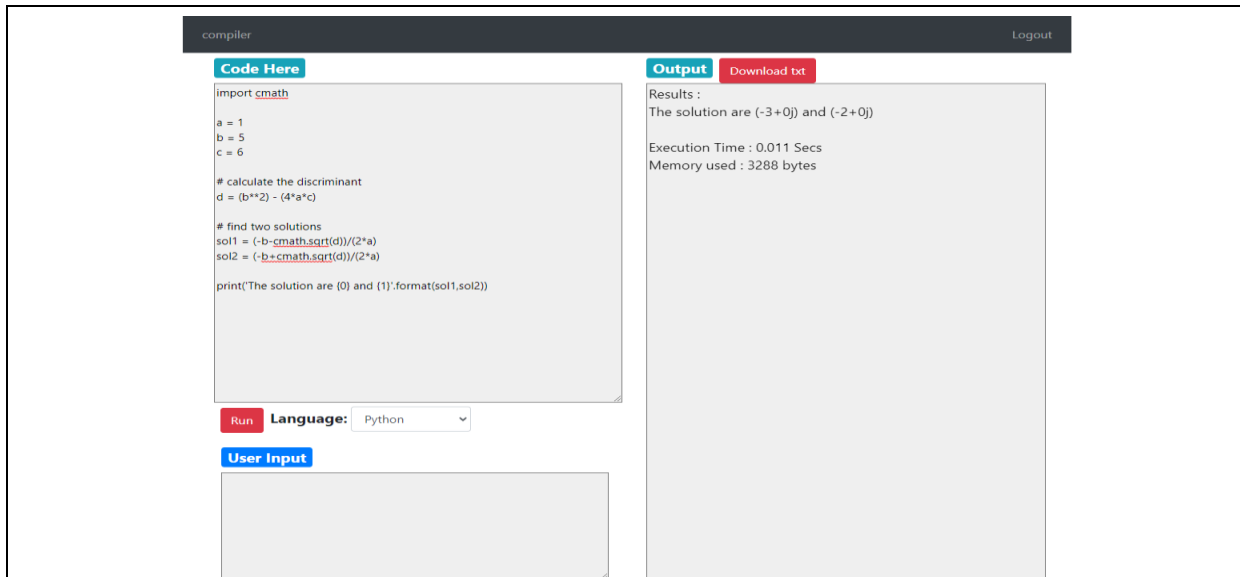 compiler Logout
Code Here
import cmath
a = 1
b = 5
c = 6
# calculate the discriminant
d = (b**2) - (4*a*c)
# find two solutions
sol1 = (-b-cmath.sqrt(d))/(2*a)
sol2 = (-b+cmath.sqrt(d))/(2*a)
print('The solution are {0} and {1}'.format(sol1,sol2))
Run Language: Python
User Input
Output Download txt
Results :
The solution are (-3+0j) and (-2+0j)
Execution Time : 0.011 Secs
Memory used : 3288 bytes